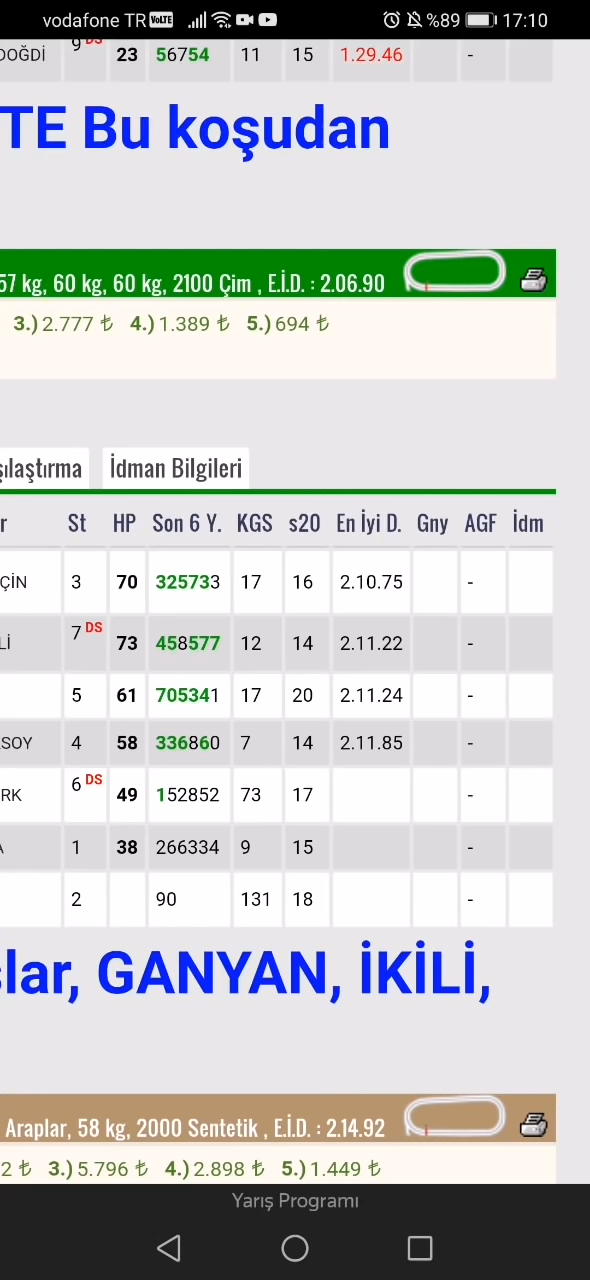 vodafone TR VoLTE %89 17:10
DOĞDİ 9 DS 23 56754 11 15 1.29.46 -
TE Bu koşudan
57 kg, 60 kg, 60 kg, 2100 Çim , E.İ.D. : 2.06.90
3.) 2.777 ₺ 4.) 1.389 ₺ 5.) 694 ₺
şılaştırma İdman Bilgileri
r St HP Son 6 Y. KGS s20 En İyi D. Gny AGF İdm
ÇİN 3 70 325733 17 16 2.10.75 -
Lİ 7 DS 73 458577 12 14 2.11.22 -
5 61 705341 17 20 2.11.24 -
SOY 4 58 336860 7 14 2.11.85 -
RK 6 DS 49 152852 73 17 -
A 1 38 266334 9 15 -
2 90 131 18 -
şlar, GANYAN, İKİLİ,
Araplar, 58 kg, 2000 Sentetik , E.İ.D. : 2.14.92
2 ₺ 3.) 5.796 ₺ 4.) 2.898 ₺ 5.) 1.449 ₺
Yarış Programı